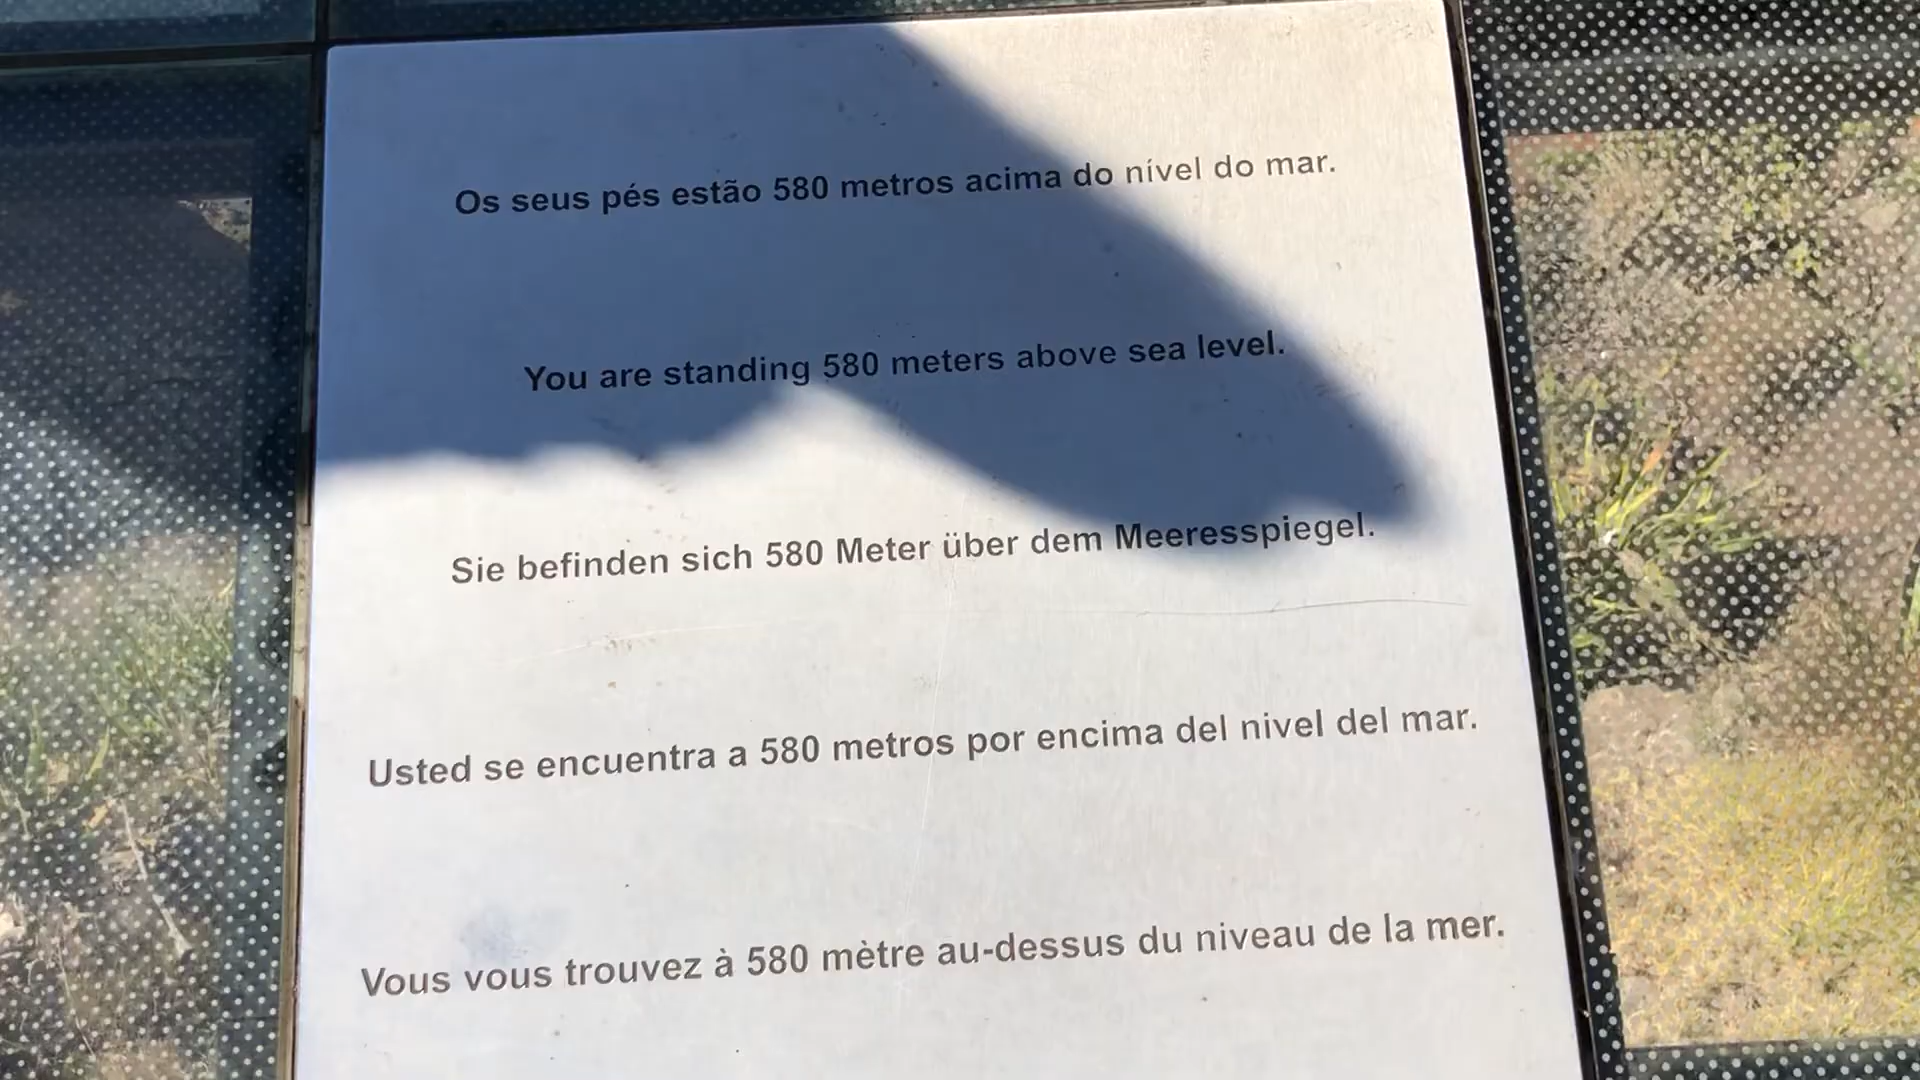 Os seus pés estão 580 metros acima do nível do mar.
You are standing 580 meters above sea level.
Sie befinden sich 580 Meter über dem Meeresspiegel.
Usted se encuentra a 580 metros por encima del nivel del mar.
Vous vous trouvez à 580 mètre au-dessus du niveau de la mer.